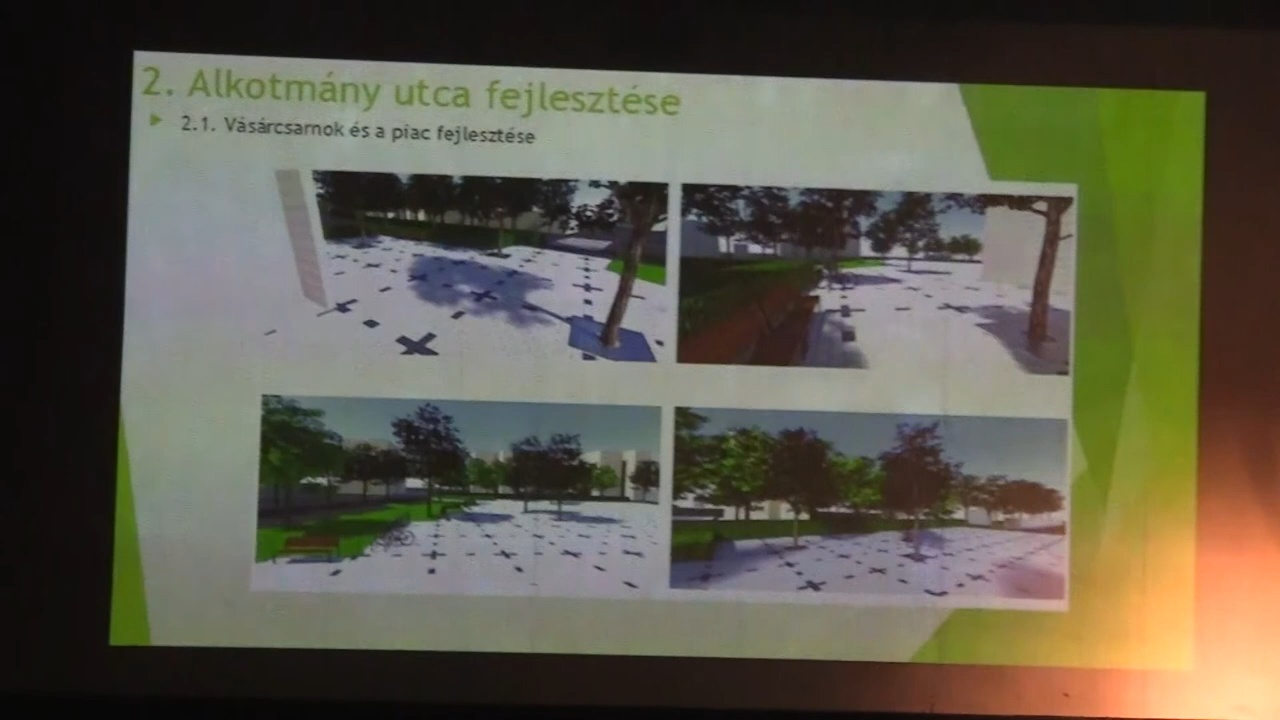 2. Alkotmány utca fejlesztése
2.1. Vásárcsarnok és a piac fejlesztése